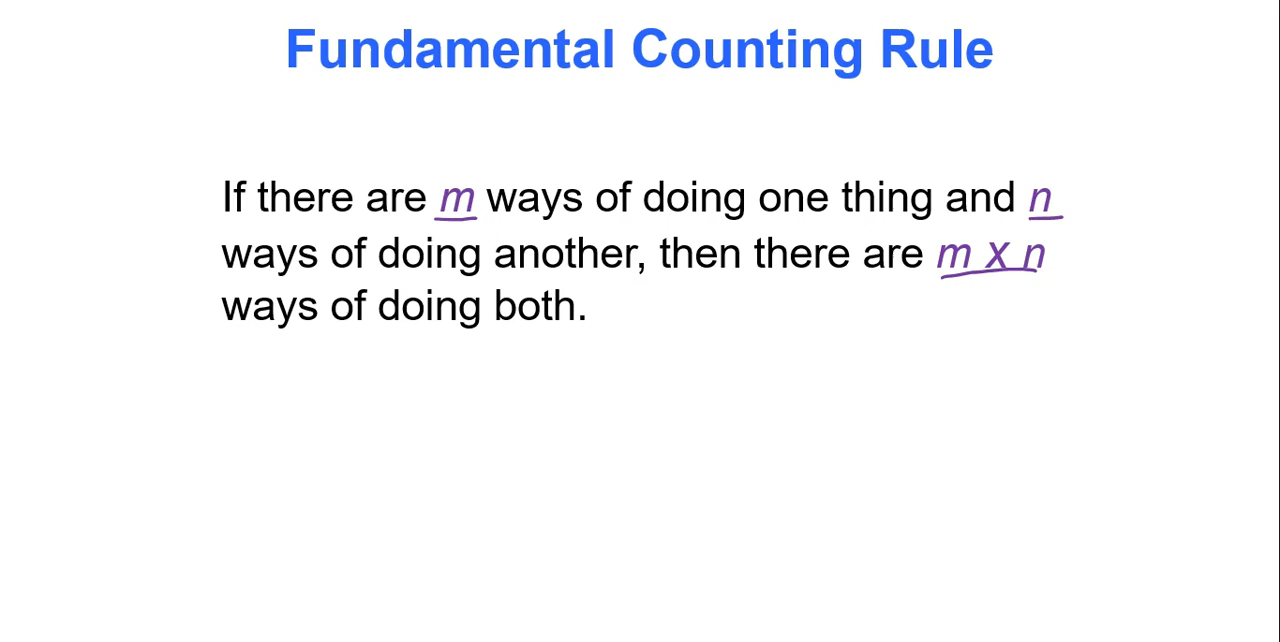 Fundamental Counting Rule
If there are m ways of doing one thing and n
ways of doing another, then there are m x n
ways of doing both.